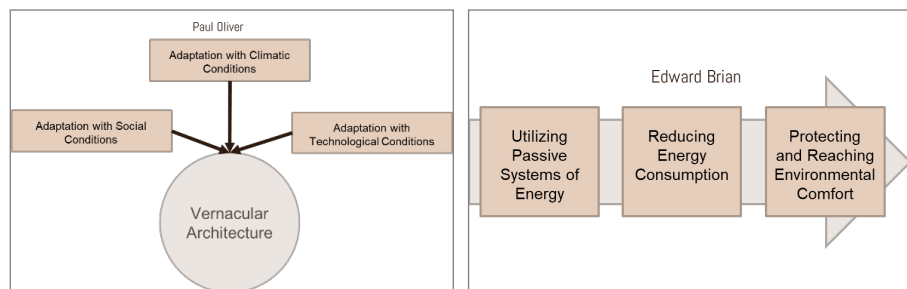 Paul Oliver
Adaptation with Climatic
Conditions
Adaptation with Social
Conditions
Adaptation with
Technological Conditions
Vernacular
Architecture
Edward Brian
Utilizing
Passive
Systems of
Energy
Reducing
Energy
Consumption
Protecting
and Reaching
Environmental
Comfort